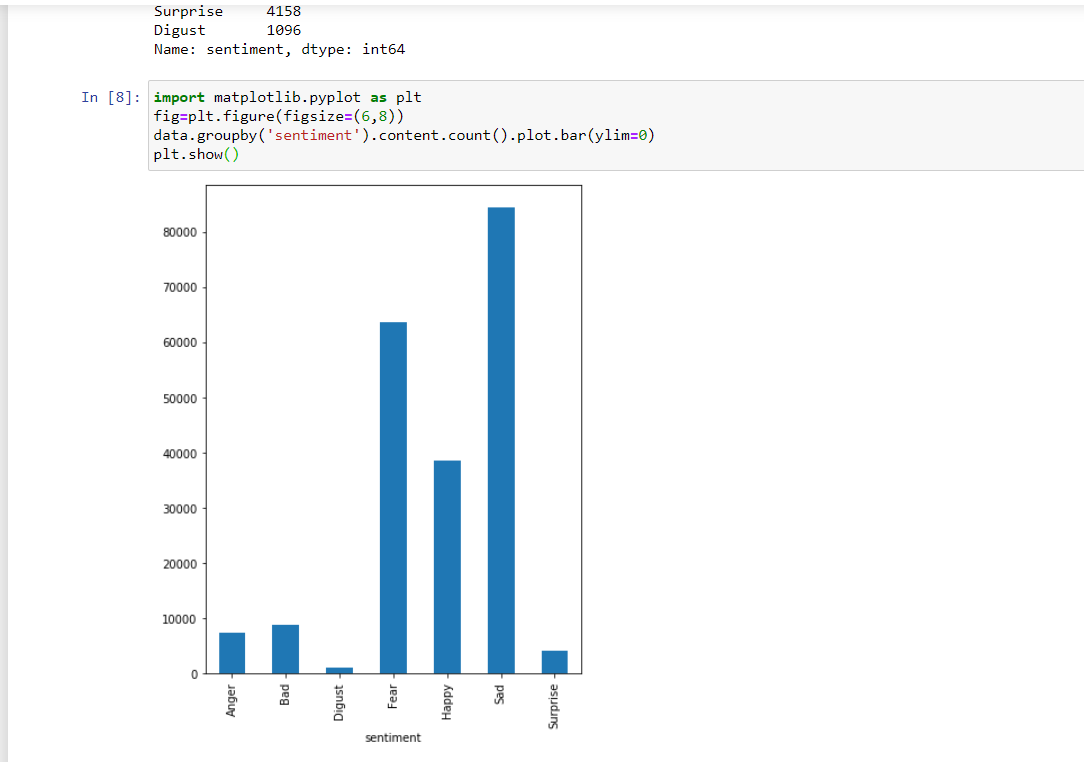 Surprise 4158
Digust 1096
Name: sentiment, dtype: int64
In [8]: import matplotlib.pyplot as plt
fig=plt.figure(figsize=(6,8))
data.groupby('sentiment').content.count().plot.bar(ylim=0)
plt.show()
80000
70000
60000
50000
40000
30000
20000
10000
0
Anger Bad Digust Fear Happy Sad Surprise
sentiment